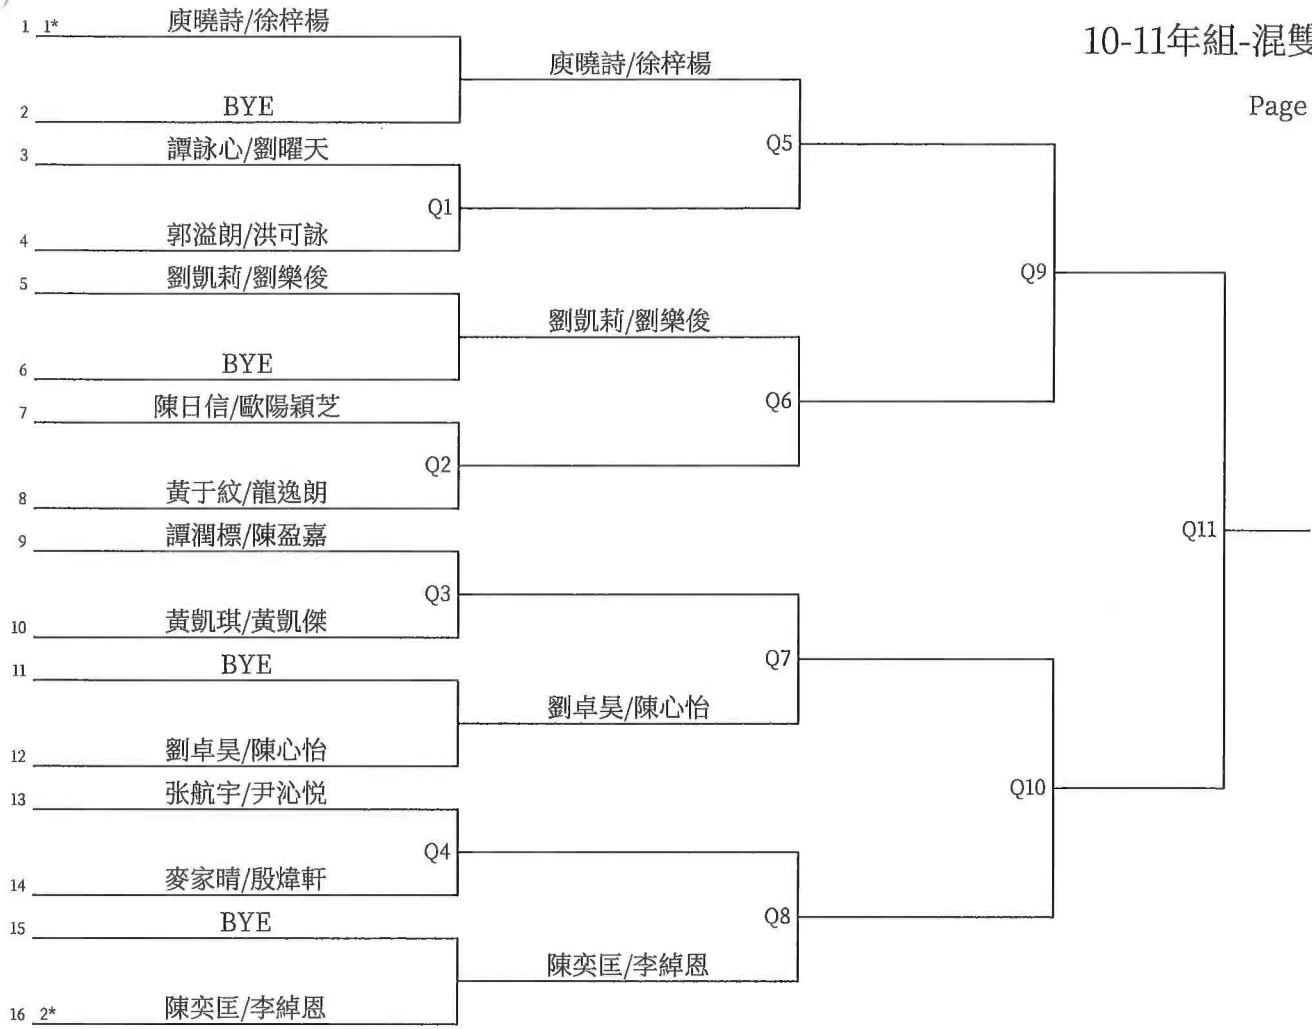 10-11年組-混雙
Page
1 1* 庾曉詩/徐梓楊
庾曉詩/徐梓楊
2 BYE
Q5
3 譚詠心/劉曜天
Q1
4 郭溢朗/洪可詠
5 劉凱莉/劉樂俊
Q9
劉凱莉/劉樂俊
6 BYE
Q6
7 陳日信/歐陽穎芝
Q2
8 黃于紋/龍逸朗
9 譚潤標/陳盈嘉
Q11
Q3
10 黃凱琪/黃凱傑
11 BYE
Q7
劉卓昊/陳心怡
12 劉卓昊/陳心怡
13 张航宇/尹沁悦
Q10
Q4
14 麥家晴/殷煒軒
15 BYE
Q8
陳奕匡/李綽恩
16 2* 陳奕匡/李綽恩